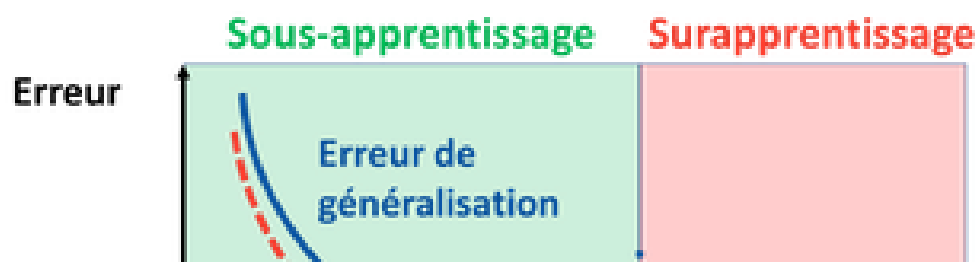 Sous-apprentissage Surapprentissage
Erreur
Erreur de
généralisation